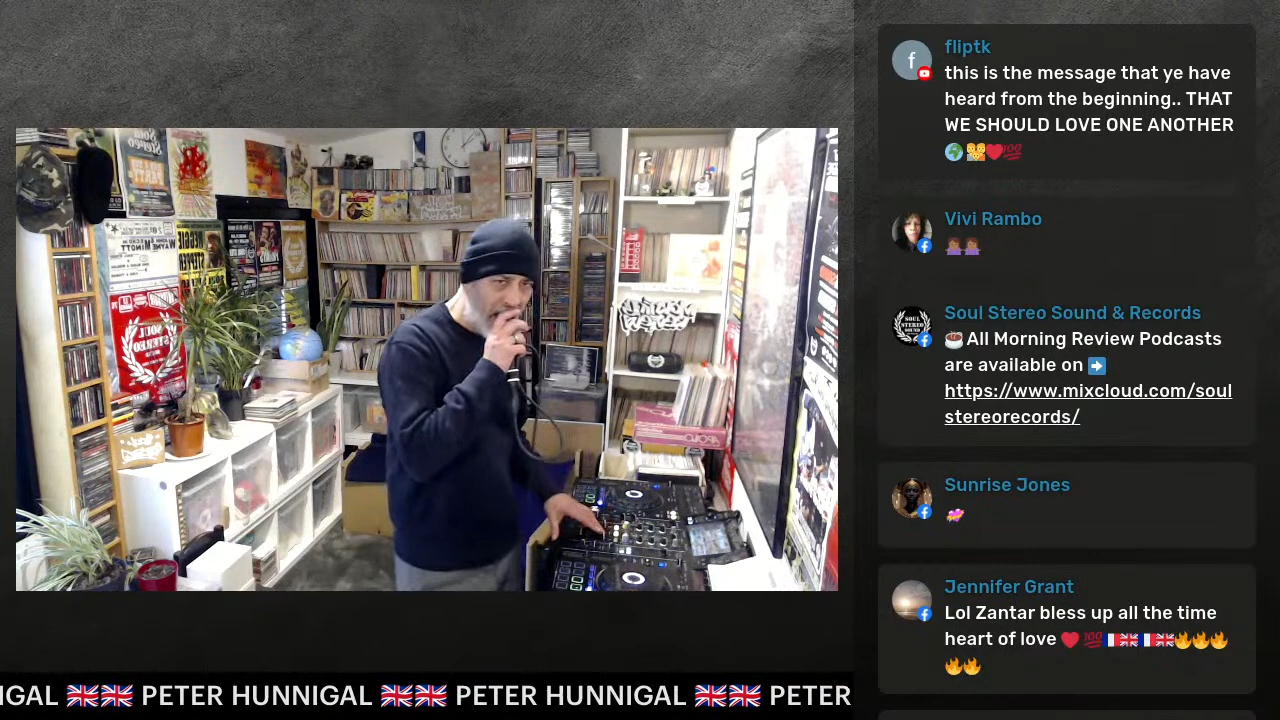 fliptk
this is the message that ye have
heard from the beginning.. THAT
WE SHOULD LOVE ONE ANOTHER
🌍 👫❤️💯
Vivi Rambo
Soul Stereo Sound & Records
☕All Morning Review Podcasts
are available on ➡️
https://www.mixcloud.com/soul
stereorecords/
Sunrise Jones
💝
Jennifer Grant
Lol Zantar bless up all the time
heart of love ❤️ 💯 🇫🇷🇬🇧 🇫🇷🇬🇧🔥🔥🔥
🔥🔥
IGAL 🇬🇧🇬🇧 PETER HUNNIGAL 🇬🇧🇬🇧 PETER HUNNIGAL 🇬🇧🇬🇧 PETER